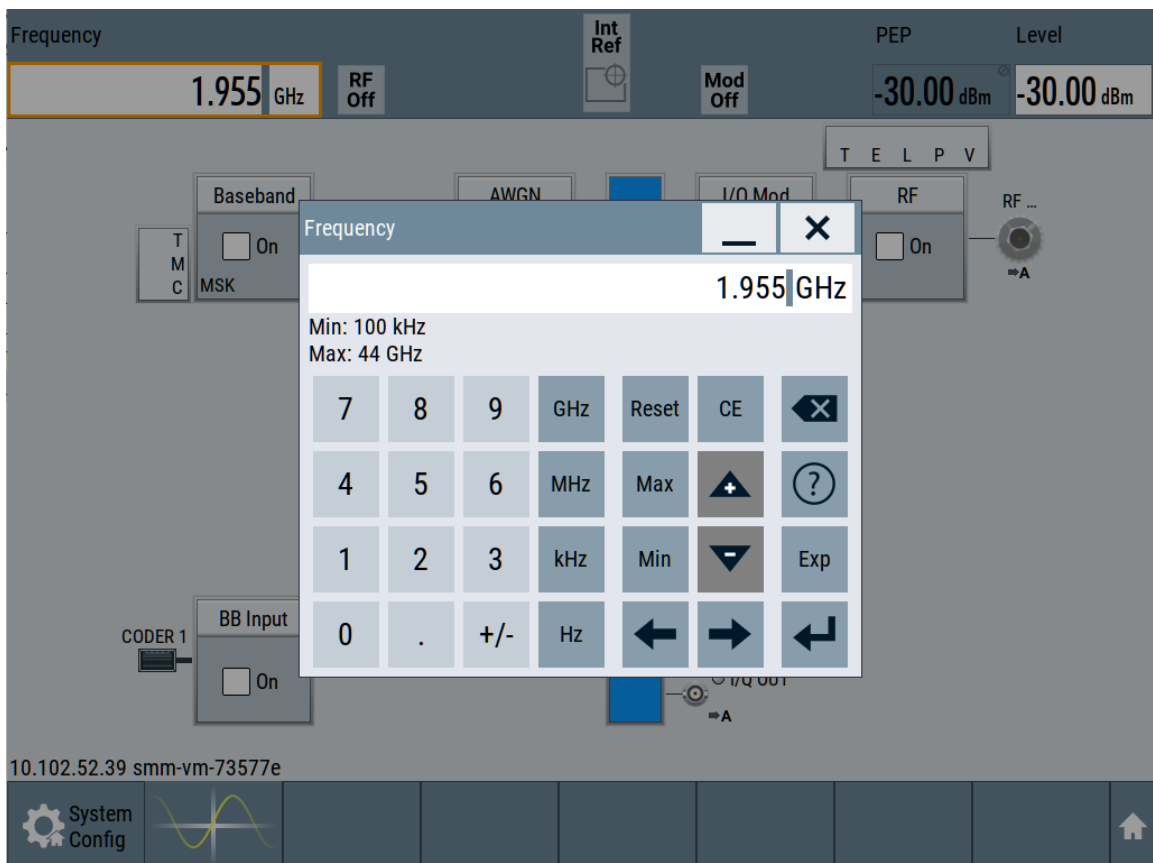 Frequency
Int
Ref
PEP
Level
1.955 GHz
RF
Off
Mod
Off
-30.00 dBm
-30.00 dBm
T E L P V
Baseband
AWGN
I/Q Mod
RF
RF ...
T
M
C
On
MSK
On
⇒A
Frequency
1.955 GHz
Min: 100 kHz
Max: 44 GHz
7 8 9 GHz Reset CE
4 5 6 MHz Max + ?
1 2 3 kHz Min - Exp
0 . +/- Hz
CODER 1
BB Input
On
I/Q OUT
⇒A
10.102.52.39 smm-vm-73577e
System
Config